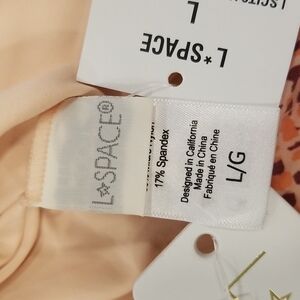 L
L*SPACE
L*SPACE®
17% Spandex
Designed in California
Made in China
Fabriqué en Chine
L/G